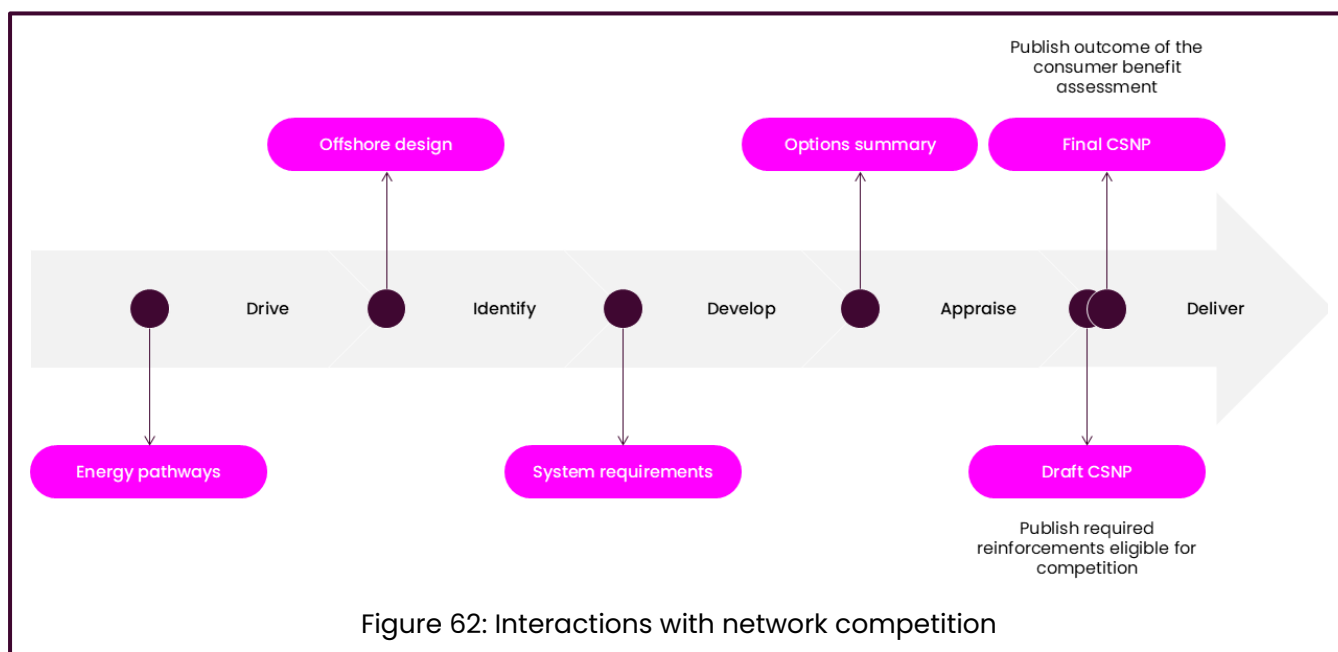 Publish outcome of the
consumer benefit
assessment
Offshore design
Options summary
Final CSNP
Drive
Identify
Develop
Appraise
Deliver
Energy pathways
System requirements
Draft CSNP
Publish required
reinforcements eligible for
competition
Figure 62: Interactions with network competition